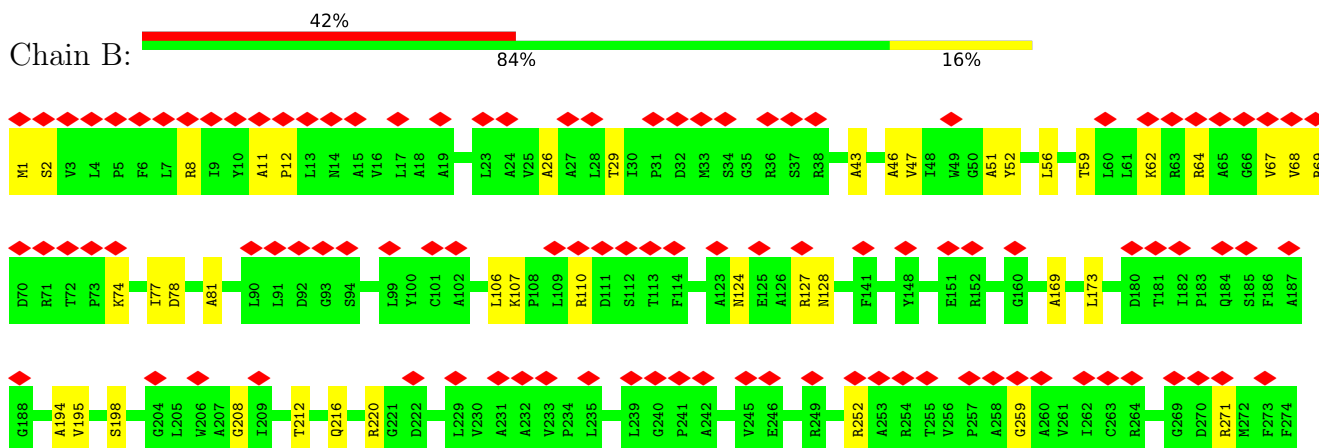 42%
Chain B:
84% 16%
M1 S2 V3 L4 P5 F6 L7 R8 I9 Y10 A11 P12 L13 N14 A15 V16 L17 A18 A19 L23 A24 V25 A26 A27 L28 T29 I30 P31 D32 M33 S34 G35 R36 S37 R38 A43 A46 V47 I48 W49 G50 A51 Y52 L56 T59 L60 L61 K62 R63 R64 A65 G66 V67 V68 R69
D70 R71 T72 P73 K74 I77 D78 A81 L90 L91 D92 G93 S94 L99 Y100 C101 A102 L106 K107 P108 L109 R110 D111 S112 T113 F114 A123 N124 E125 A126 R127 N128 F141 Y148 E151 R152 G160 A169 L173 D180 T181 I182 P183 Q184 S185 F186 A187
G188 A194 V195 S198 G204 L205 W206 A207 G208 I209 T212 Q216 R220 G221 D222 L229 V230 A231 A232 V233 P234 L235 L239 G240 P241 A242 V245 E246 R249 R252 A253 R254 T255 V256 P257 A258 G259 A260 V261 I262 C263 R264 G269 D270 R271 M272 F273 F274